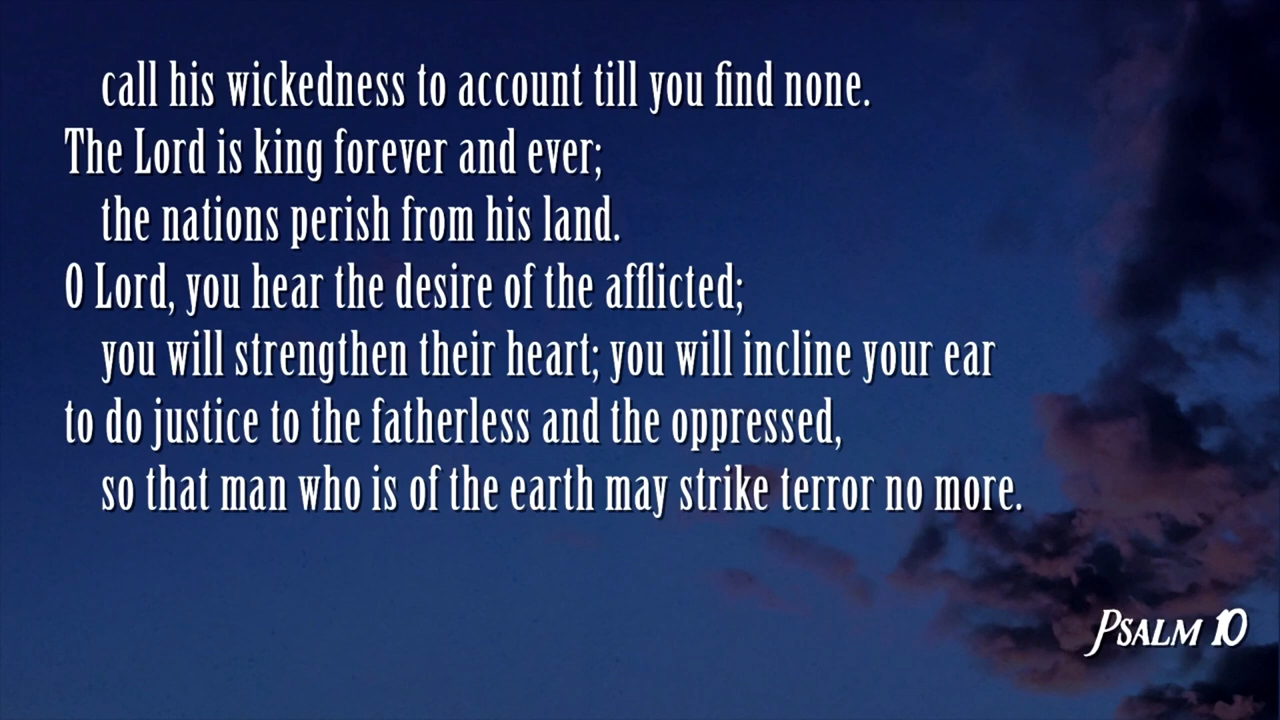 call his wickedness to account till you find none.
The Lord is king forever and ever;
the nations perish from his land.
O Lord, you hear the desire of the afflicted;
you will strengthen their heart; you will incline your ear
to do justice to the fatherless and the oppressed,
so that man who is of the earth may strike terror no more.
Psalm 10